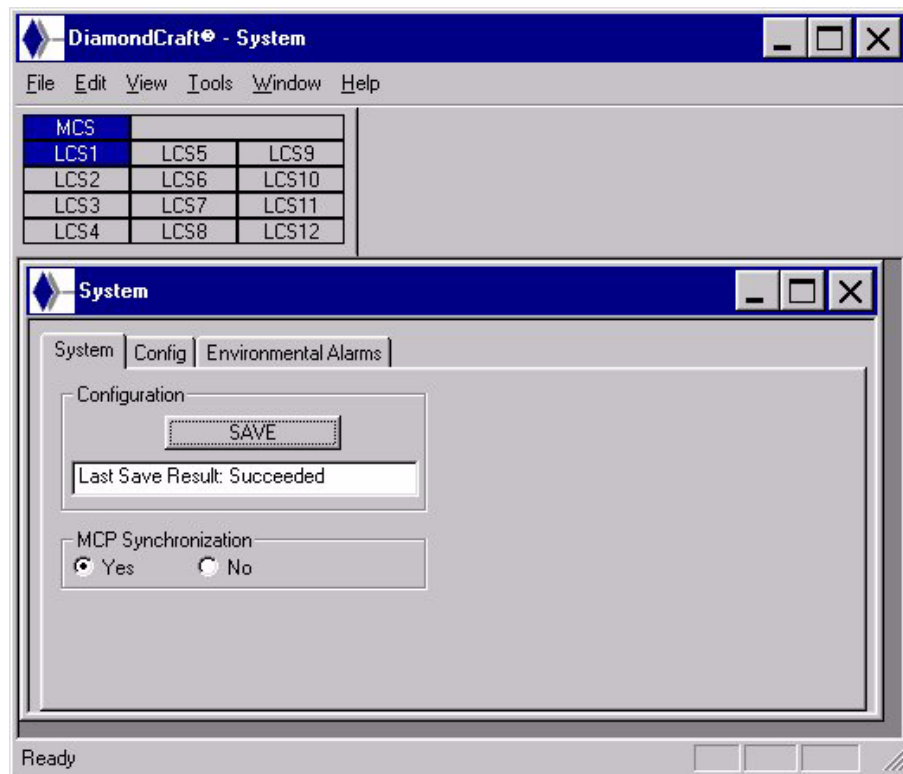 DiamondCraft® - System
File Edit View Tools Window Help
MCS
LCS1 LCS5 LCS9
LCS2 LCS6 LCS10
LCS3 LCS7 LCS11
LCS4 LCS8 LCS12
System
System Config Environmental Alarms
Configuration
SAVE
Last Save Result: Succeeded
MCP Synchronization
Yes No
Ready